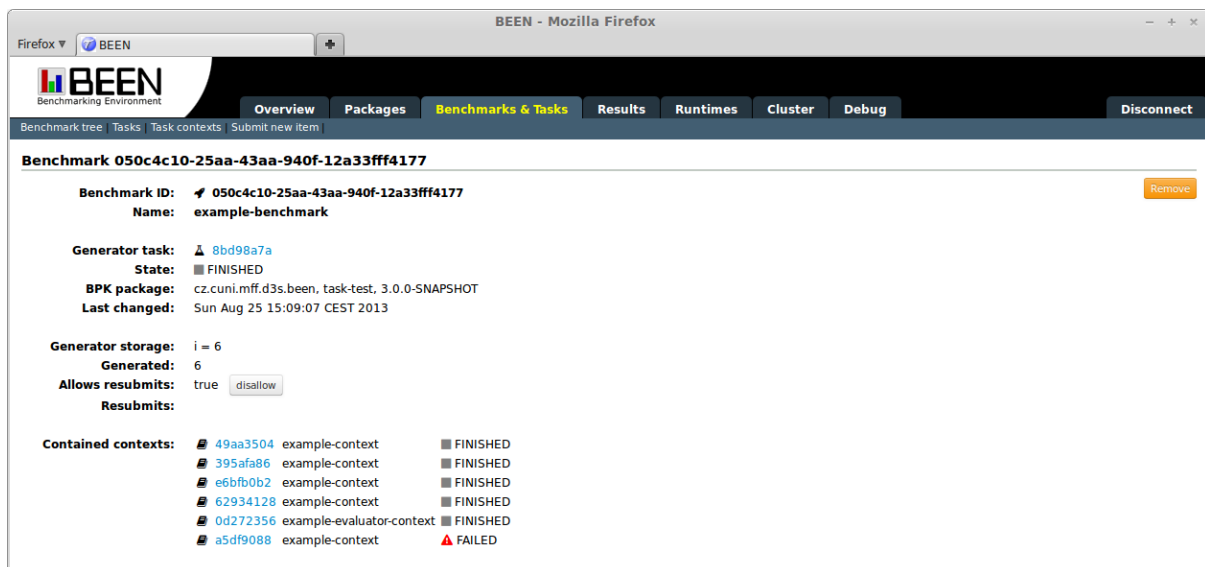 BEEN - Mozilla Firefox
Firefox
BEEN
BEEN
Benchmarking Environment
Overview Packages Benchmarks & Tasks Results Runtimes Cluster Debug Disconnect
Benchmark tree | Tasks | Task contexts | Submit new item |
Benchmark 050c4c10-25aa-43aa-940f-12a33fff4177
Benchmark ID: 050c4c10-25aa-43aa-940f-12a33fff4177
Remove
Name: example-benchmark
Generator task: 8bd98a7a
State: FINISHED
BPK package: cz.cuni.mff.d3s.been, task-test, 3.0.0-SNAPSHOT
Last changed: Sun Aug 25 15:09:07 CEST 2013
Generator storage: i = 6
Generated: 6
Allows resubmits: true disallow
Resubmits:
Contained contexts: 49aa3504 example-context FINISHED
395afa86 example-context FINISHED
e6bfb0b2 example-context FINISHED
62934128 example-context FINISHED
0d272356 example-evaluator-context FINISHED
a5df9088 example-context FAILED